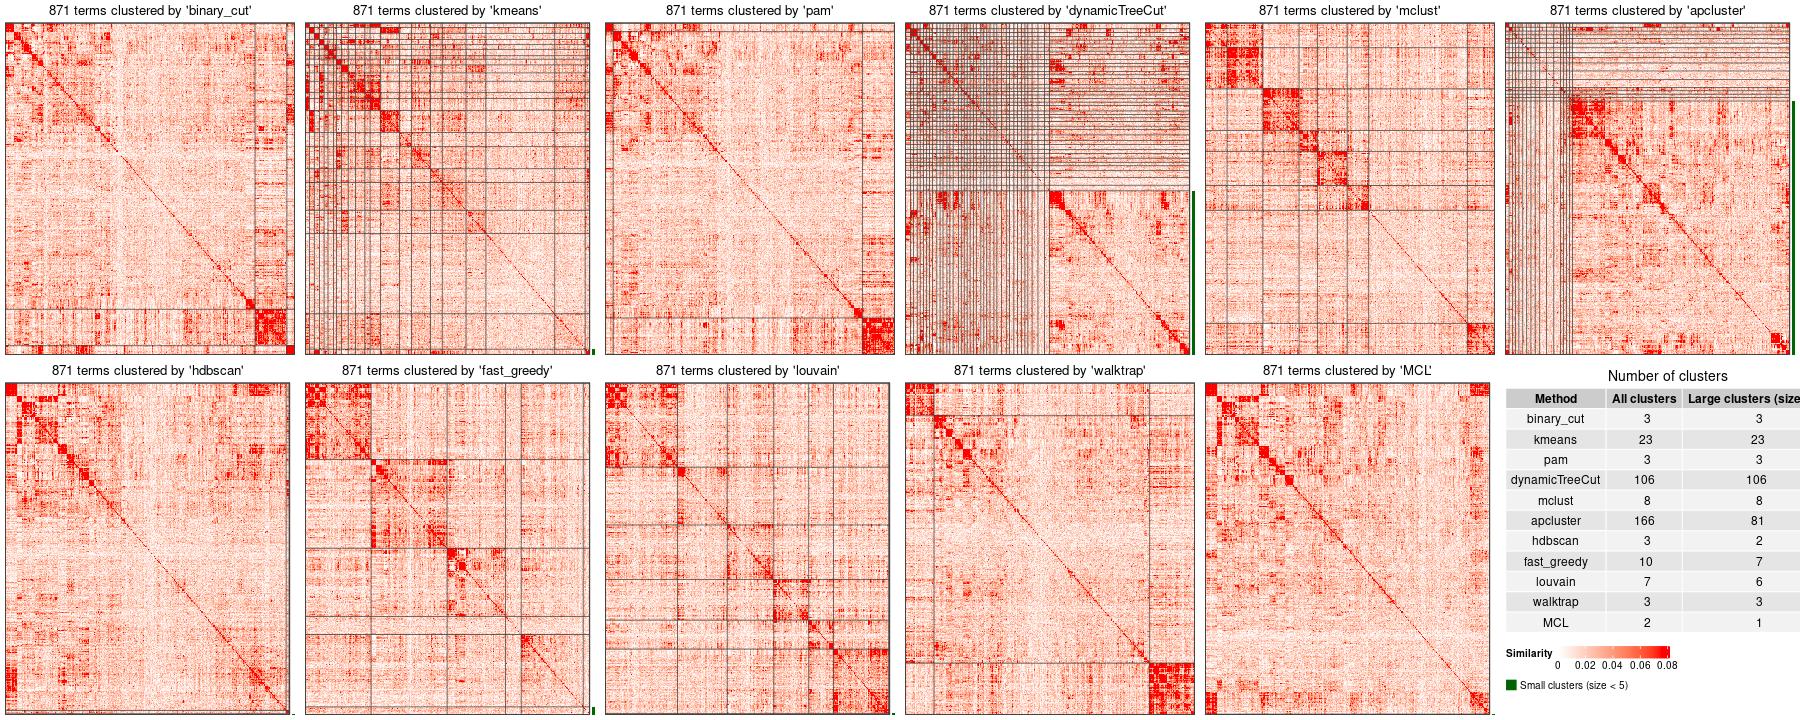 871 terms clustered by 'binary_cut'
871 terms clustered by 'kmeans'
871 terms clustered by 'pam'
871 terms clustered by 'dynamicTreeCut'
871 terms clustered by 'mclust'
871 terms clustered by 'apcluster'
871 terms clustered by 'hdbscan'
871 terms clustered by 'fast_greedy'
871 terms clustered by 'louvain'
871 terms clustered by 'walktrap'
871 terms clustered by 'MCL'
Number of clusters
Method All clusters Large clusters (size
binary_cut 3 3
kmeans 23 23
pam 3 3
dynamicTreeCut 106 106
mclust 8 8
apcluster 166 81
hdbscan 3 2
fast_greedy 10 7
louvain 7 6
walktrap 3 3
MCL 2 1
Similarity
0 0.02 0.04 0.06 0.08
Small clusters (size < 5)